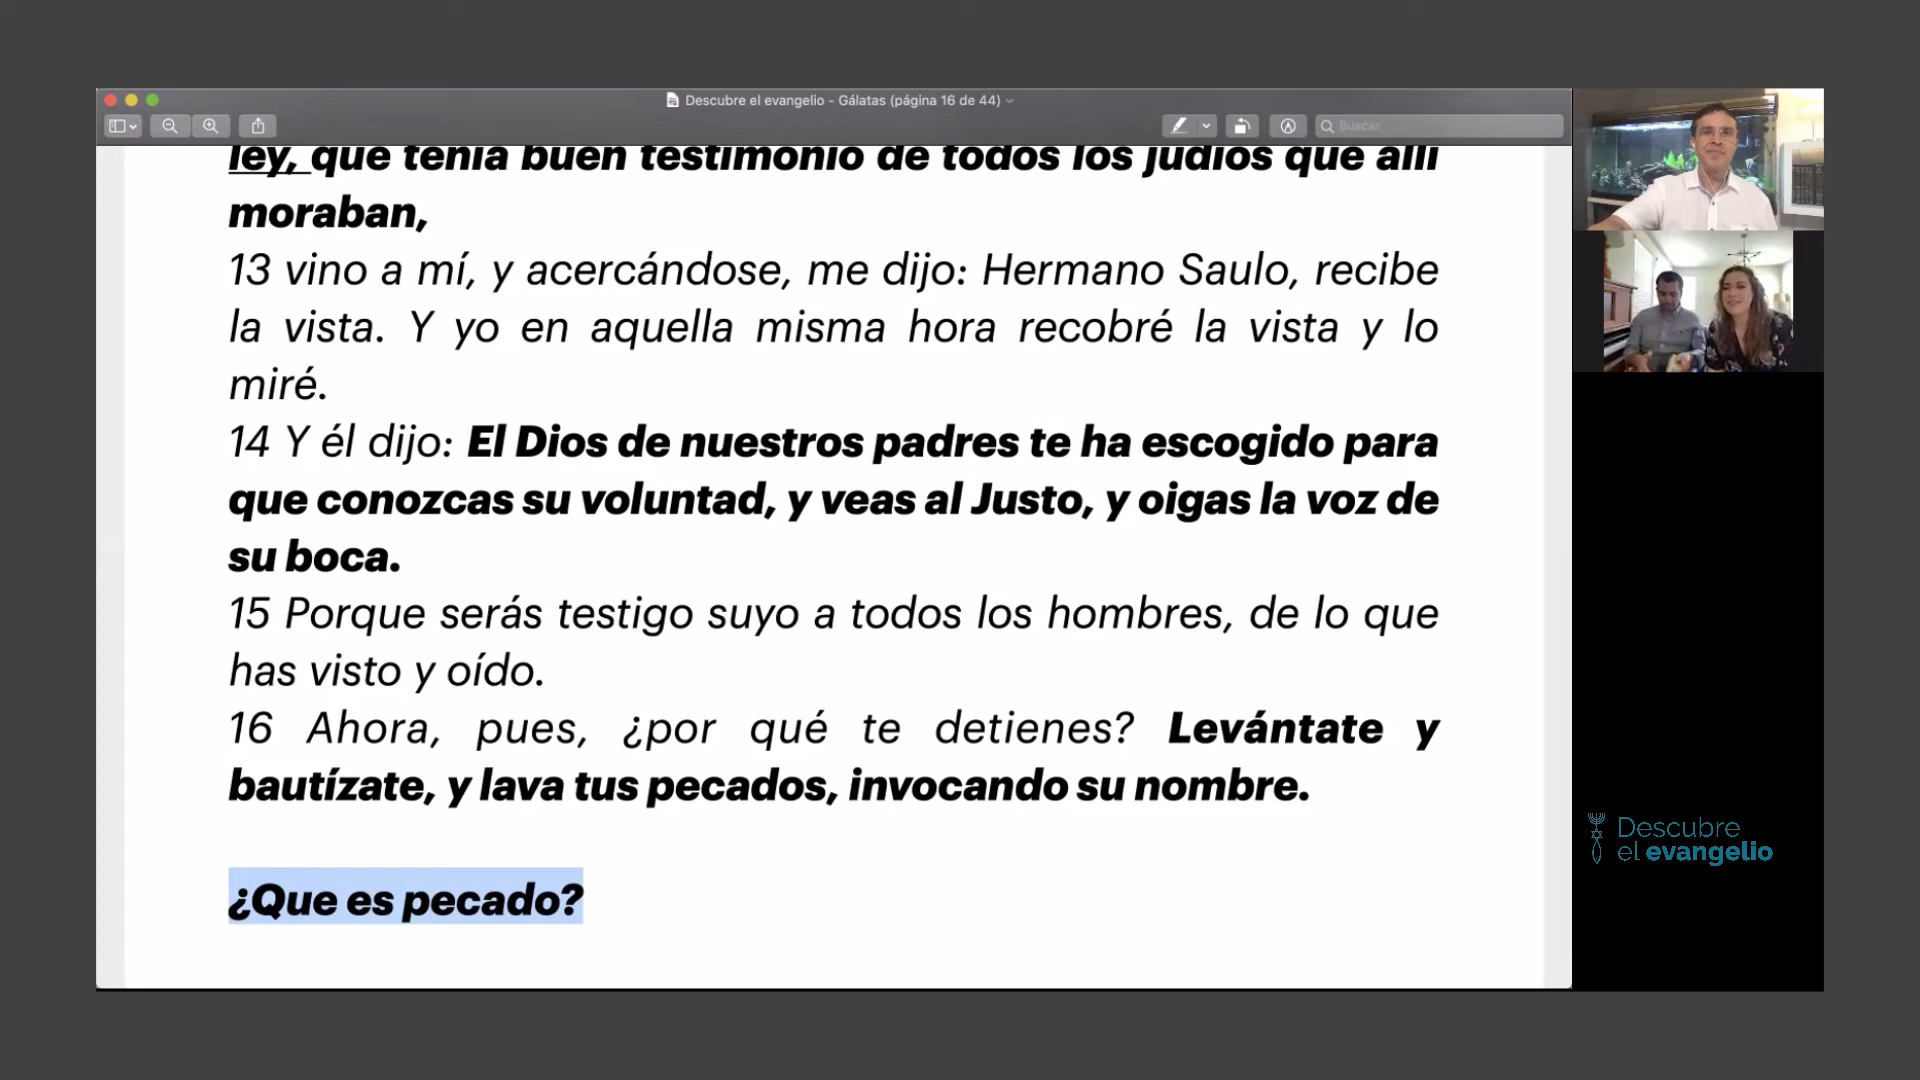 Descubre el evangelio - Gálatas (página 16 de 44)
Buscar
ley, que tenía buen testimonio de todos los judíos que allí
moraban,
13 vino a mí, y acercándose, me dijo: Hermano Saulo, recibe
la vista. Y yo en aquella misma hora recobré la vista y lo
miré.
14 Y él dijo: El Dios de nuestros padres te ha escogido para
que conozcas su voluntad, y veas al Justo, y oigas la voz de
su boca.
15 Porque serás testigo suyo a todos los hombres, de lo que
has visto y oído.
16 Ahora, pues, ¿por qué te detienes? Levántate y
bautízate, y lava tus pecados, invocando su nombre.
¿Que es pecado?
Descubre
el evangelio